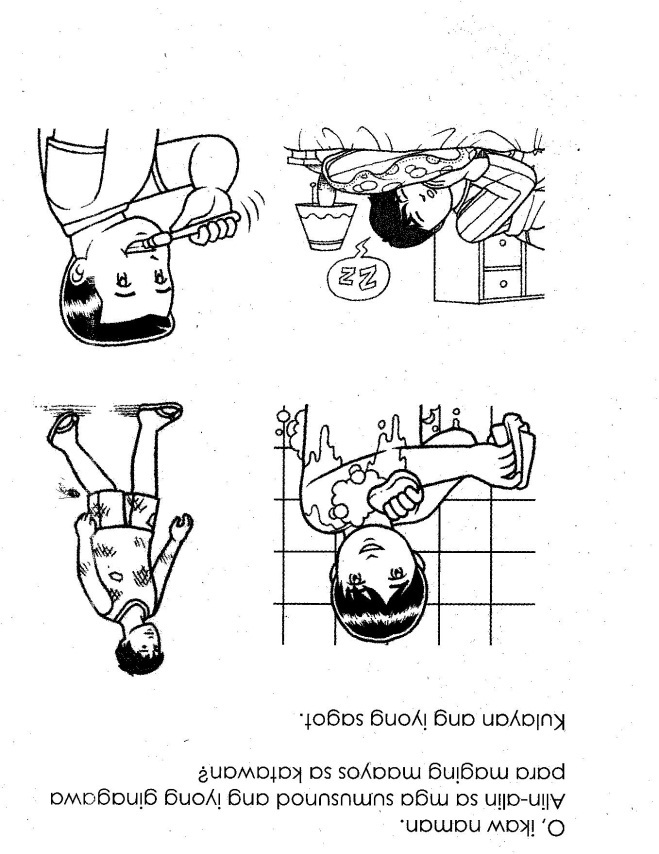 O, ikaw naman.
Alin-alin sa mga sumusunod ang iyong ginagawa
para maging maayos sa katawan?
Kulayan ang iyong sagot.
ZZ